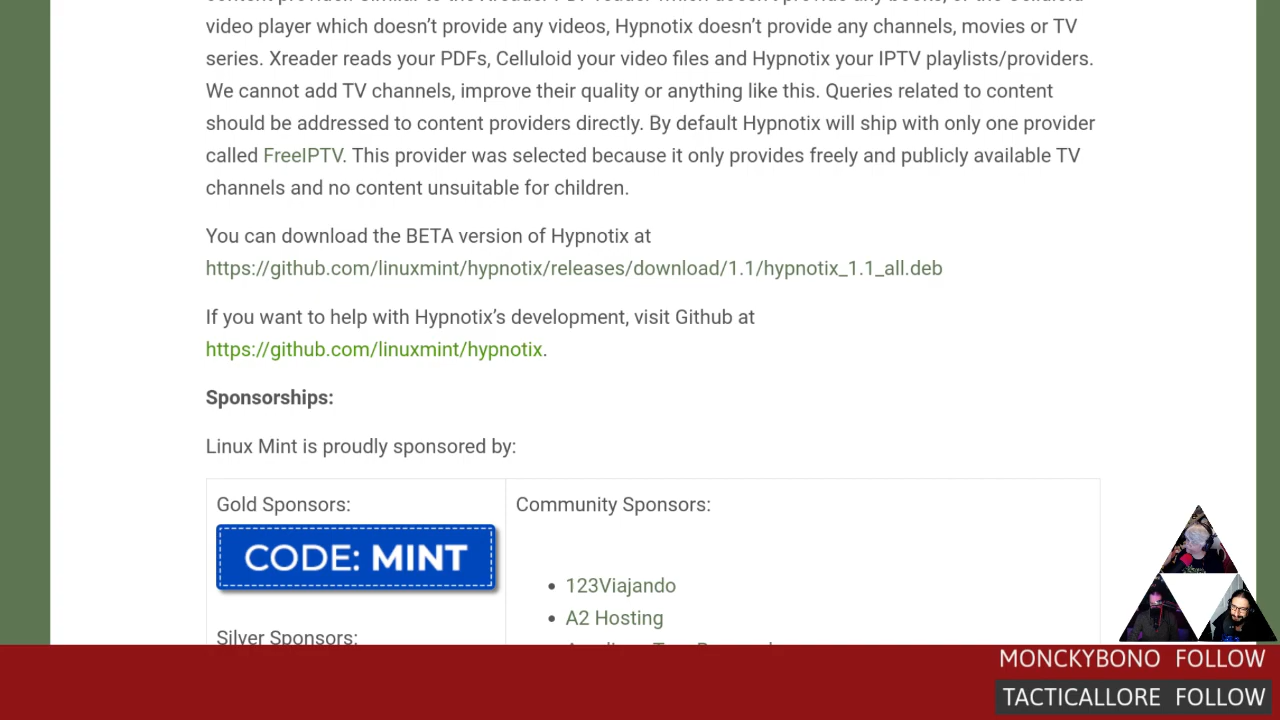 video player which doesn’t provide any videos, Hypnotix doesn’t provide any channels, movies or TV
series. Xreader reads your PDFs, Celluloid your video files and Hypnotix your IPTV playlists/providers.
We cannot add TV channels, improve their quality or anything like this. Queries related to content
should be addressed to content providers directly. By default Hypnotix will ship with only one provider
called FreeIPTV. This provider was selected because it only provides freely and publicly available TV
channels and no content unsuitable for children.
You can download the BETA version of Hypnotix at
https://github.com/linuxmint/hypnotix/releases/download/1.1/hypnotix_1.1_all.deb
If you want to help with Hypnotix’s development, visit Github at
https://github.com/linuxmint/hypnotix.
Sponsorships:
Linux Mint is proudly sponsored by:
Gold Sponsors:
CODE: MINT
Silver Sponsors:
Community Sponsors:
• 123Viajando
• A2 Hosting
MONCKYBONO FOLLOW
TACTICALLORE FOLLOW